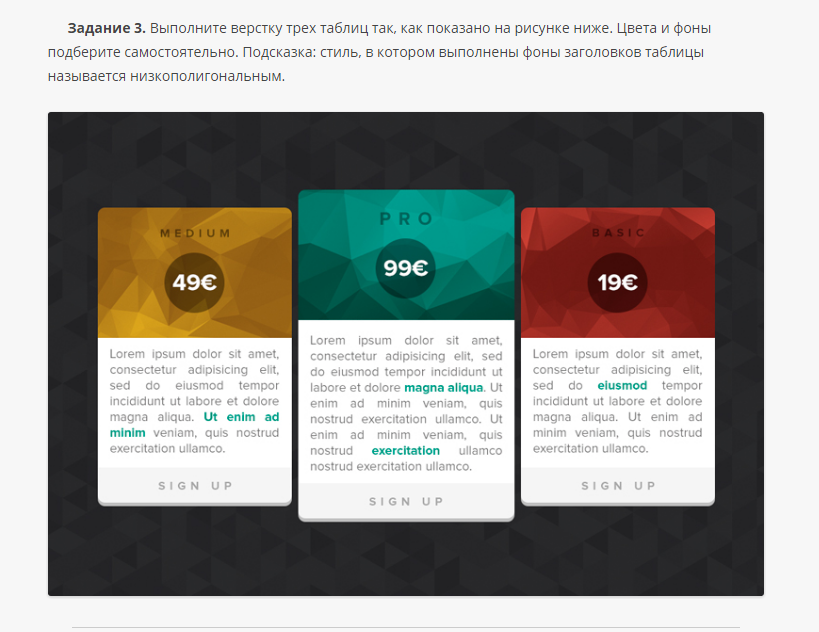 Задание 3. Выполните верстку трех таблиц так, как показано на рисунке ниже. Цвета и фоны
подберите самостоятельно. Подсказка: стиль, в котором выполнены фоны заголовков таблицы
называется низкополигональным.
MEDIUM
49€
Lorem ipsum dolor sit amet,
consectetur adipisicing elit,
sed do eiusmod tempor
incididunt ut labore et dolore
magna aliqua. Ut enim ad
minim veniam, quis nostrud
exercitation ullamco.
SIGN UP
PRO
99€
Lorem ipsum dolor sit amet,
consectetur adipisicing elit, sed
do eiusmod tempor incididunt ut
labore et dolore magna aliqua. Ut
enim ad minim veniam, quis
nostrud exercitation ullamco. Ut
enim ad minim veniam, quis
nostrud exercitation ullamco
nostrud exercitation ullamco.
SIGN UP
BASIC
19€
Lorem ipsum dolor sit amet,
consectetur adipisicing elit,
sed do eiusmod tempor
incididunt ut labore et dolore
magna aliqua. Ut enim ad
minim veniam, quis nostrud
exercitation ullamco.
SIGN UP